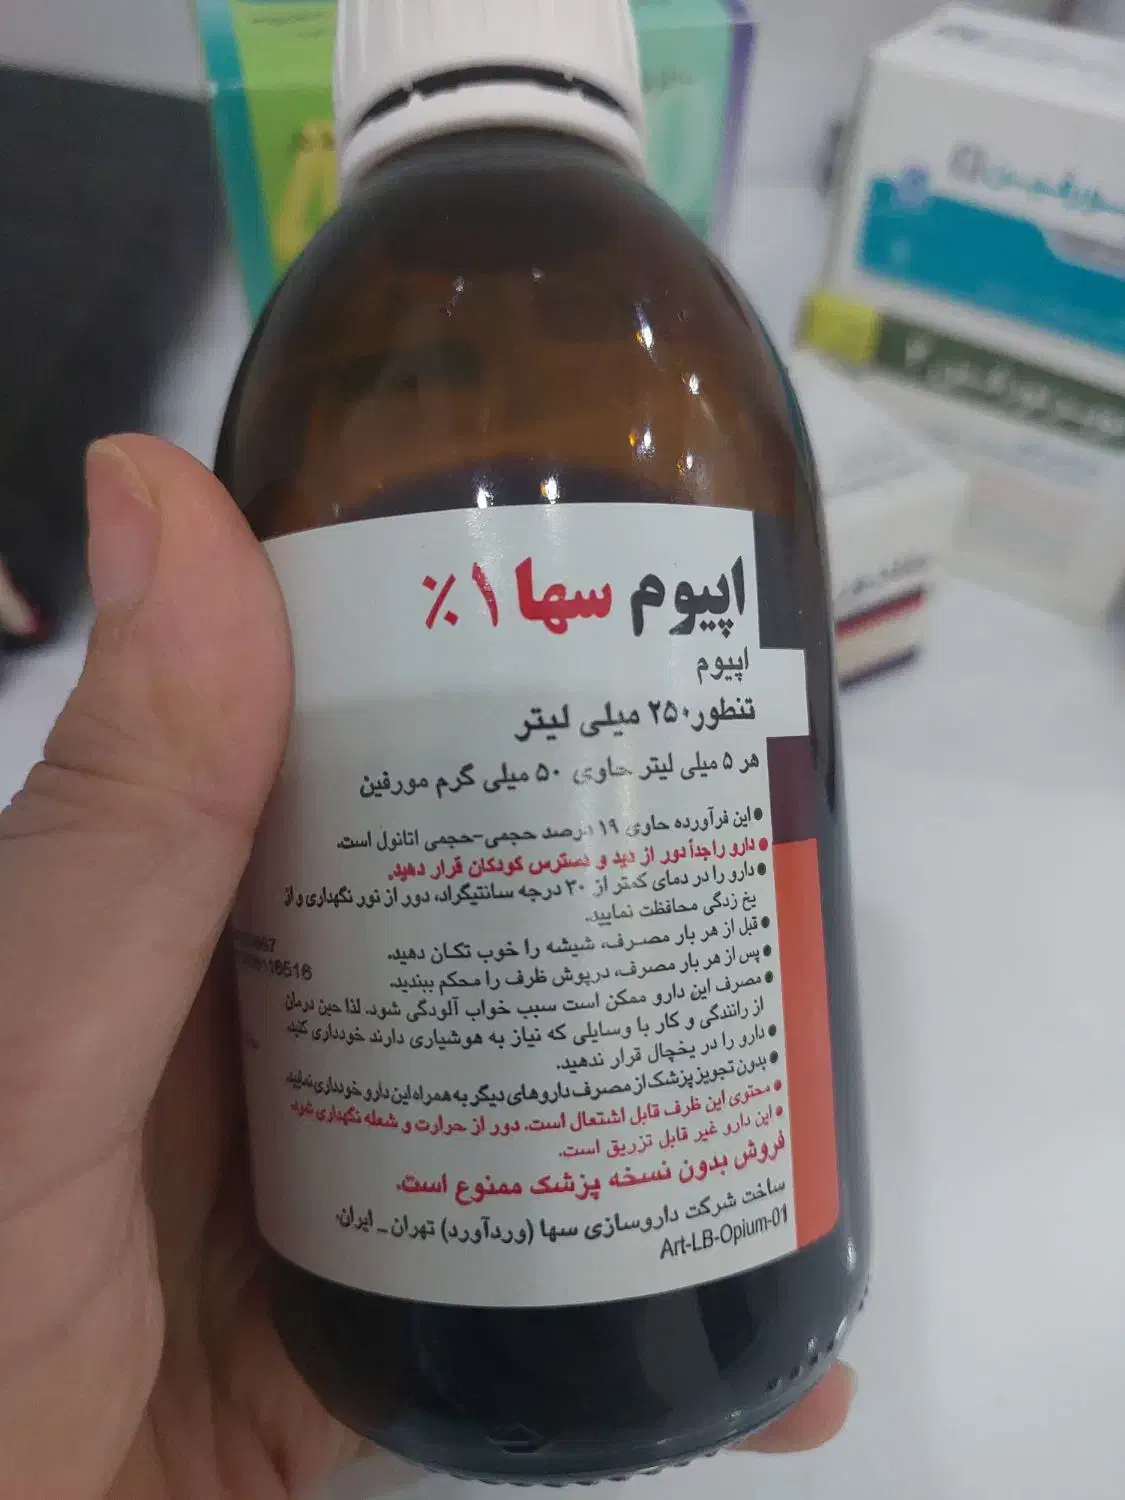 اپیوم سها ۱٪
اپیوم
تنطور ۲۵۰ میلی لیتر
هر ۵ میلی لیتر حاوی ۵۰ میلی گرم مورفین
●این فرآورده حاوی ۱۹ درصد حجمی-حجمی اتانول است.
●دارو را جداً دور از دید و دسترس کودکان قرار دهید.
●دارو را در دمای کمتر از ۳۰ درجه سانتیگراد، دور از نور نگهداری و از
یخ زدگی محافظت نمایید.
●قبل از هر بار مصرف، شیشه را خوب تکان دهید.
●پس از هر بار مصرف، درپوش ظرف را محکم ببندید.
●مصرف این دارو ممکن است سبب خواب آلودگی شود. لذا حین درمان
از رانندگی و کار با وسایلی که نیاز به هوشیاری دارند خودداری کنید.
●دارو را در یخچال قرار ندهید.
●بدون تجویز پزشک از مصرف داروهای دیگر به همراه این دارو خودداری نمایید.
●محتوی این ظرف قابل اشتعال است. دور از حرارت و شعله نگهداری شود.
●این دارو غیر قابل تزریق است.
فروش بدون نسخه پزشک ممنوع است.
ساخت شرکت داروسازی سها (وردآورد) تهران ـ ایران.
Art-LB-Opium-01